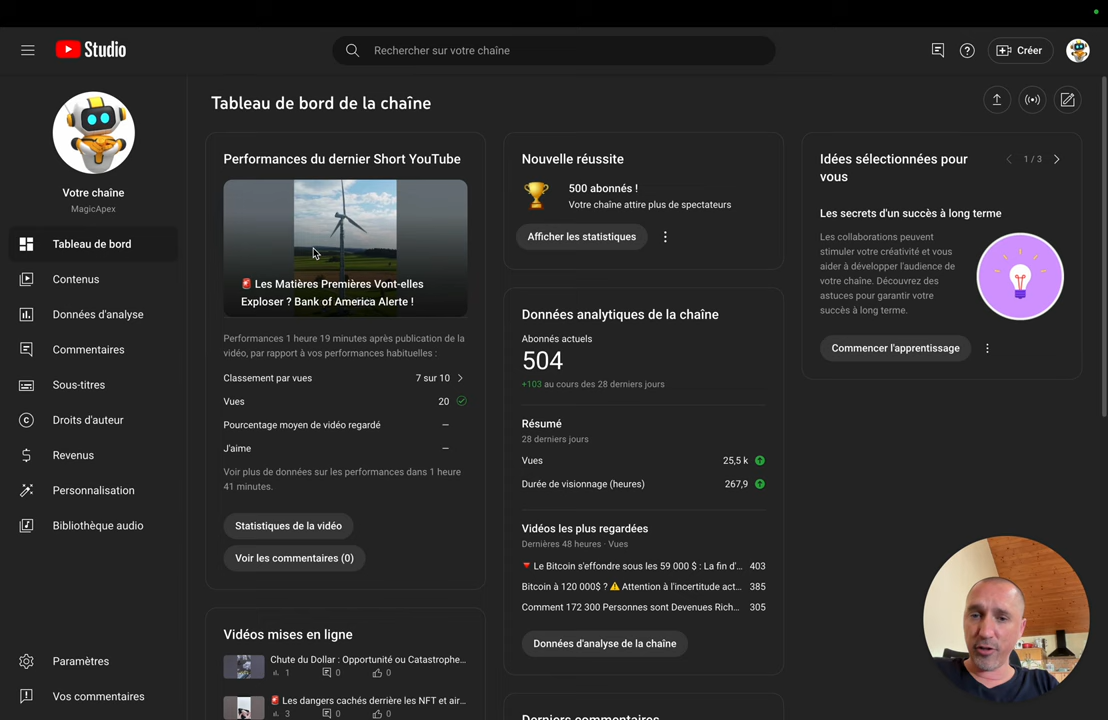 Studio
Rechercher sur votre chaîne
Créer
Votre chaîne
MagicApex
Tableau de bord
Contenus
Données d'analyse
Commentaires
Sous-titres
Droits d'auteur
Revenus
Personnalisation
Bibliothèque audio
Paramètres
Vos commentaires
Tableau de bord de la chaîne
Performances du dernier Short YouTube
🚨 Les Matières Premières Vont-elles
Exploser ? Bank of America Alerte !
Performances 1 heure 19 minutes après publication de la
vidéo, par rapport à vos performances habituelles :
Classement par vues 7 sur 10
Vues 20
Pourcentage moyen de vidéo regardé —
J'aime —
Voir plus de données sur les performances dans 1 heure
41 minutes.
Statistiques de la vidéo
Voir les commentaires (0)
Vidéos mises en ligne
Chute du Dollar : Opportunité ou Catastrophe...
1 0 0
🚨 Les dangers cachés derrière les NFT et air...
3 0 0
Nouvelle réussite
500 abonnés !
Votre chaîne attire plus de spectateurs
Afficher les statistiques
Données analytiques de la chaîne
Abonnés actuels
504
+103 au cours des 28 derniers jours
Résumé
28 derniers jours
Vues 25,5 k
Durée de visionnage (heures) 267,9
Vidéos les plus regardées
Dernières 48 heures · Vues
🔻 Le Bitcoin s'effondre sous les 59 000 $ : La fin d'... 403
Bitcoin à 120 000$ ? ⚠️ Attention à l'incertitude act... 385
Comment 172 300 Personnes sont Devenues Rich... 305
Données d'analyse de la chaîne
Derniers commentaires
Idées sélectionnées pour
vous
1 / 3
Les secrets d'un succès à long terme
Les collaborations peuvent
stimuler votre créativité et vous
aider à développer l'audience de
votre chaîne. Découvrez des
astuces pour garantir votre
succès à long terme.
Commencer l'apprentissage